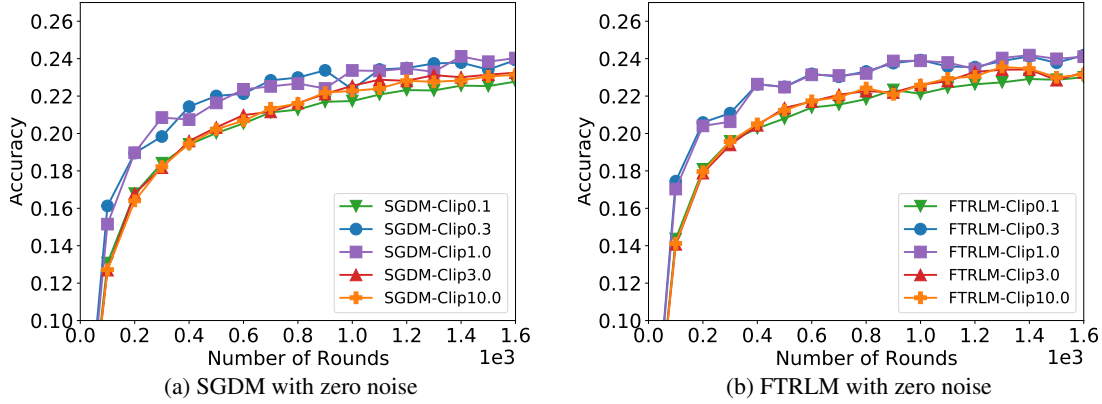 0.26
0.24
0.22
0.20
0.18
0.16
0.14
0.12
0.10
Accuracy
SGDM-Clip0.1
SGDM-Clip0.3
SGDM-Clip1.0
SGDM-Clip3.0
SGDM-Clip10.0
0.0 0.2 0.4 0.6 0.8 1.0 1.2 1.4 1.6
Number of Rounds
1e3
(a) SGDM with zero noise
0.26
0.24
0.22
0.20
0.18
0.16
0.14
0.12
0.10
Accuracy
FTRLM-Clip0.1
FTRLM-Clip0.3
FTRLM-Clip1.0
FTRLM-Clip3.0
FTRLM-Clip10.0
0.0 0.2 0.4 0.6 0.8 1.0 1.2 1.4 1.6
Number of Rounds
1e3
(b) FTRLM with zero noise